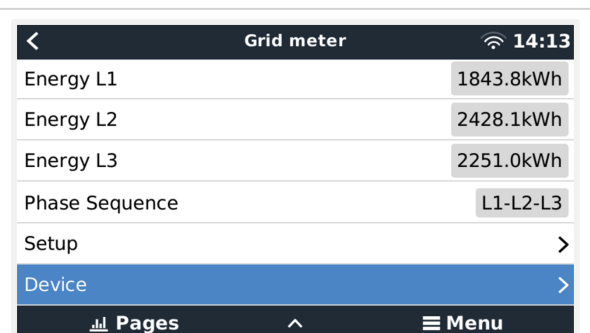 Grid meter 14:13
Energy L1 1843.8kWh
Energy L2 2428.1kWh
Energy L3 2251.0kWh
Phase Sequence L1-L2-L3
Setup
Device
Pages Menu